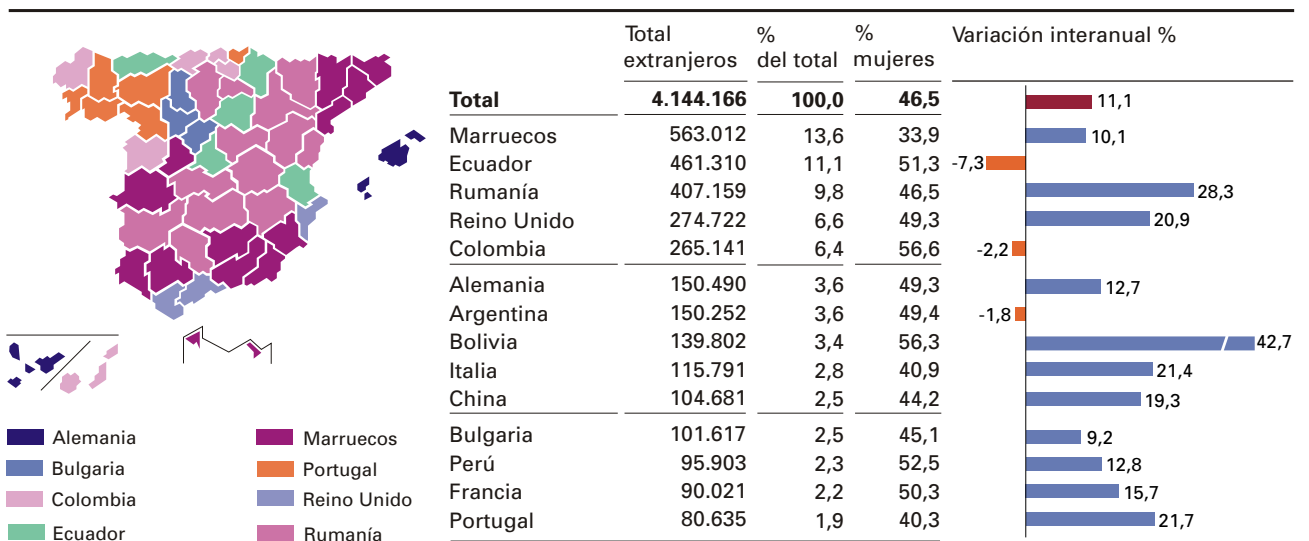 Total extranjeros % del total % mujeres Variación interanual %
Total 4.144.166 100,0 46,5 11,1
Marruecos 563.012 13,6 33,9 10,1
Ecuador 461.310 11,1 51,3 -7,3
Rumanía 407.159 9,8 46,5 28,3
Reino Unido 274.722 6,6 49,3 20,9
Colombia 265.141 6,4 56,6 -2,2
Alemania 150.490 3,6 49,3 12,7
Argentina 150.252 3,6 49,4 -1,8
Bolivia 139.802 3,4 56,3 42,7
Italia 115.791 2,8 40,9 21,4
China 104.681 2,5 44,2 19,3
Bulgaria 101.617 2,5 45,1 9,2
Perú 95.903 2,3 52,5 12,8
Francia 90.021 2,2 50,3 15,7
Portugal 80.635 1,9 40,3 21,7
Alemania Marruecos
Bulgaria Portugal
Colombia Reino Unido
Ecuador Rumanía